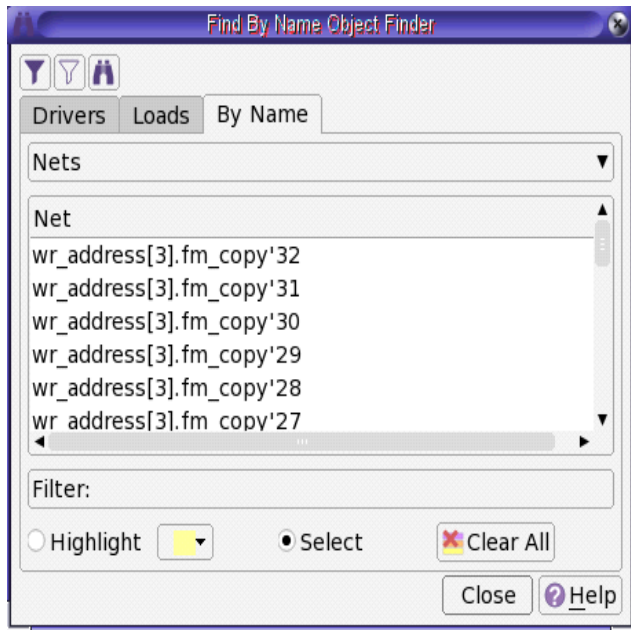 Find By Name Object Finder
Drivers Loads By Name
Nets
Net
wr_address[3].fm_copy'32
wr_address[3].fm_copy'31
wr_address[3].fm_copy'30
wr_address[3].fm_copy'29
wr_address[3].fm_copy'28
wr_address[3].fm_copy'27
Filter:
Highlight Select Clear All
Close Help